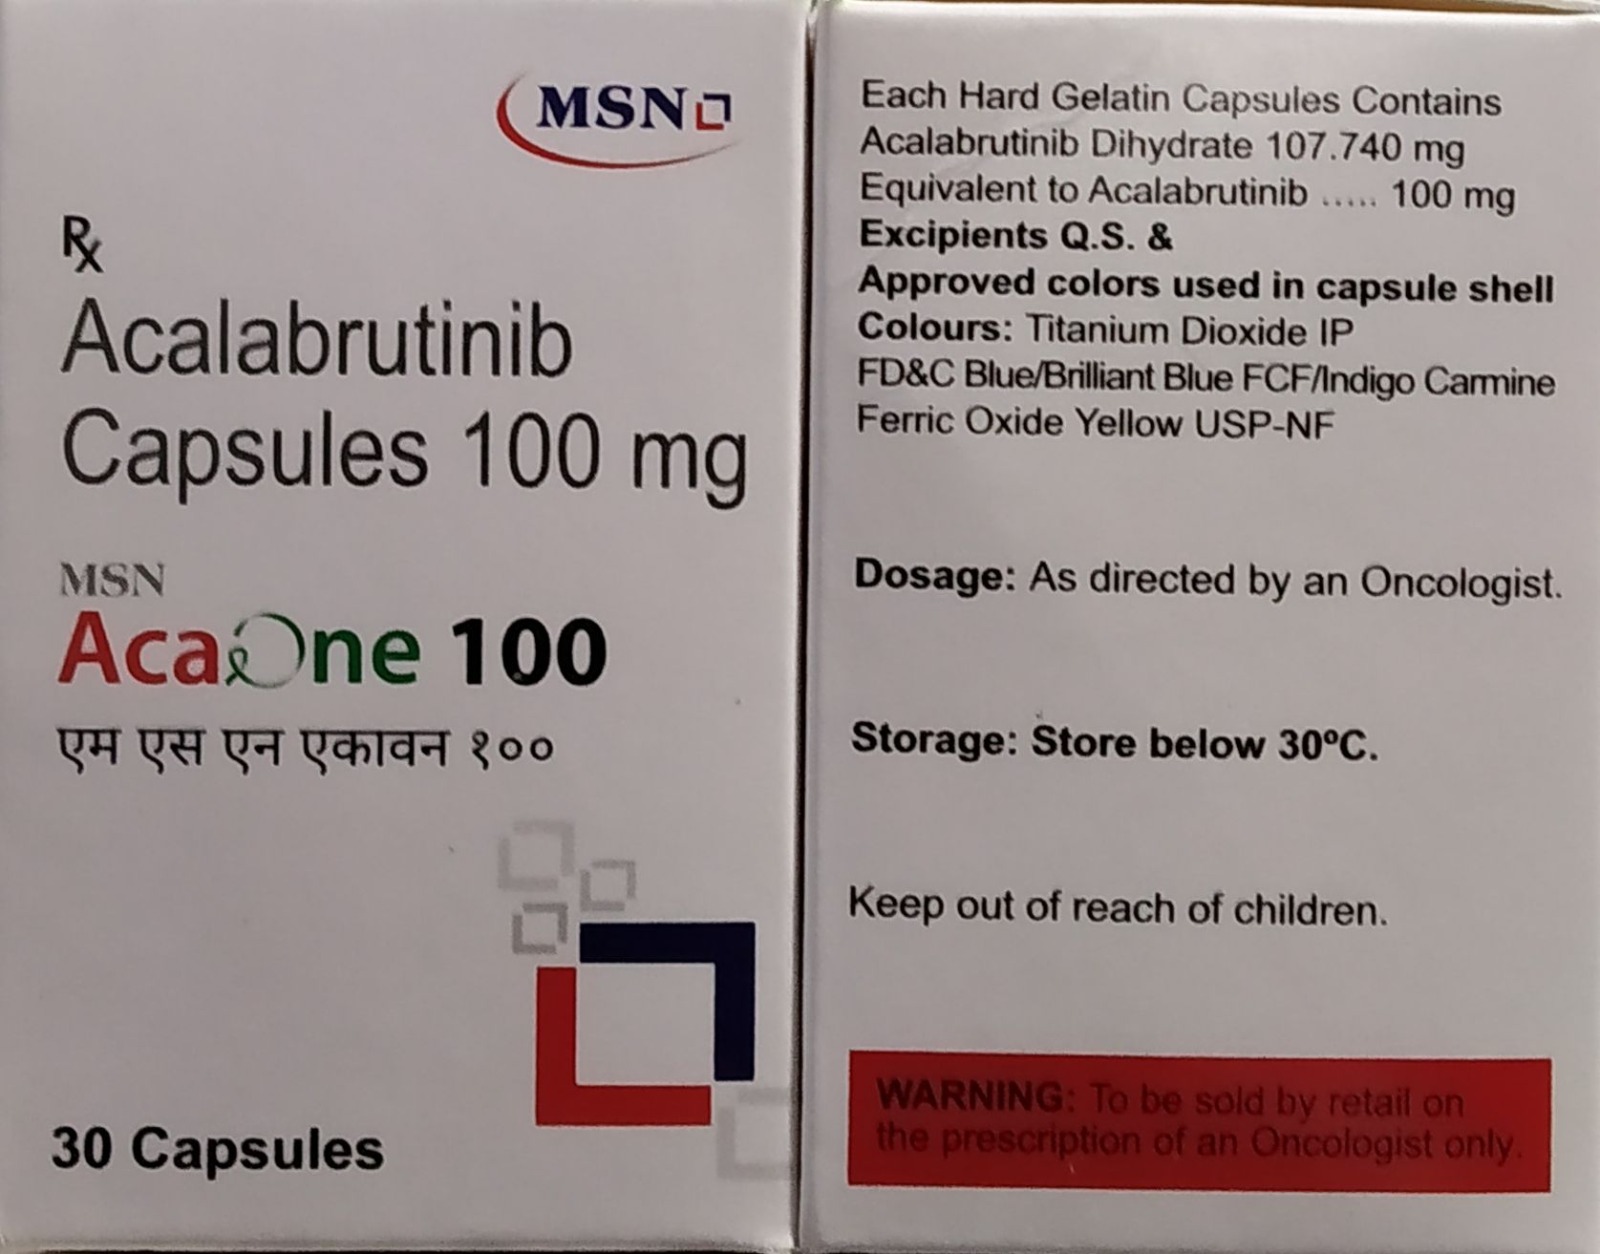 MSN
Rx
Acalabrutinib
Capsules 100 mg
MSN
AcaOne 100
एम एस एन एकावन १००
30 Capsules
Each Hard Gelatin Capsules Contains
Acalabrutinib Dihydrate 107.740 mg
Equivalent to Acalabrutinib ..... 100 mg
Excipients Q.S. &
Approved colors used in capsule shell
Colours: Titanium Dioxide IP
FD&C Blue/Brilliant Blue FCF/Indigo Carmine
Ferric Oxide Yellow USP-NF
Dosage: As directed by an Oncologist.
Storage: Store below 30ºC.
Keep out of reach of children.
WARNING: To be sold by retail on
the prescription of an Oncologist only.